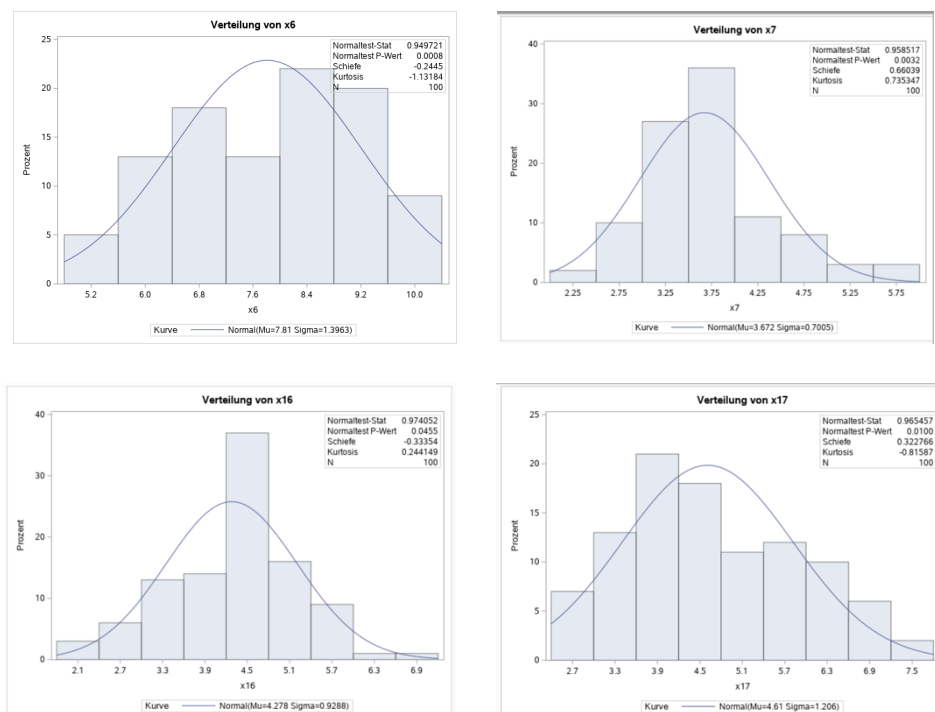 Verteilung von x6
25
20
15
10
5
0
Prozent
Normaltest-Stat 0.949721
Normaltest P-Wert 0.0008
Schiefe -0.2445
Kurtosis -1.13184
N 100
5.2 6.0 6.8 7.6 8.4 9.2 10.0
x6
Kurve Normal(Mu=7.81 Sigma=1.3963)
Verteilung von x7
40
30
20
10
0
Prozent
Normaltest-Stat 0.958517
Normaltest P-Wert 0.0032
Schiefe 0.66039
Kurtosis 0.735347
N 100
2.25 2.75 3.25 3.75 4.25 4.75 5.25 5.75
x7
Kurve Normal(Mu=3.672 Sigma=0.7005)
Verteilung von x16
40
30
20
10
0
Prozent
Normaltest-Stat 0.974052
Normaltest P-Wert 0.0455
Schiefe -0.33354
Kurtosis 0.244149
N 100
2.1 2.7 3.3 3.9 4.5 5.1 5.7 6.3 6.9
x16
Kurve Normal(Mu=4.278 Sigma=0.9288)
Verteilung von x17
25
20
15
10
5
0
Prozent
Normaltest-Stat 0.965457
Normaltest P-Wert 0.0100
Schiefe 0.322766
Kurtosis -0.81587
N 100
2.7 3.3 3.9 4.5 5.1 5.7 6.3 6.9 7.5
x17
Kurve Normal(Mu=4.61 Sigma=1.206)